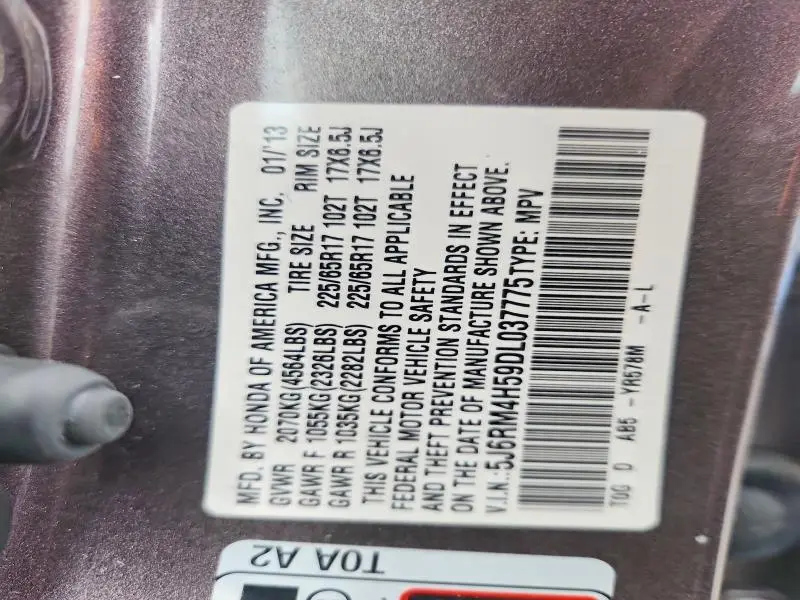 MFD. BY HONDA OF AMERICA MFG., INC. 01/'13
GVWR 2070KG(4564LBS) TIRE SIZE RIM SIZE
GAWR F 1055KG(2326LBS) 225/65R17 102T 17X6.5J
GAWR R 1035KG(2282LBS) 225/65R17 102T 17X6.5J
THIS VEHICLE CONFORMS TO ALL APPLICABLE
FEDERAL MOTOR VEHICLE SAFETY
AND THEFT PREVENTION STANDARDS IN EFFECT
ON THE DATE OF MANUFACTURE SHOWN ABOVE.
V.I.N.:5J6RM4H59DL037775TYPE: MPV
T0G D AB5 -YR578M -A-L
T0A A2